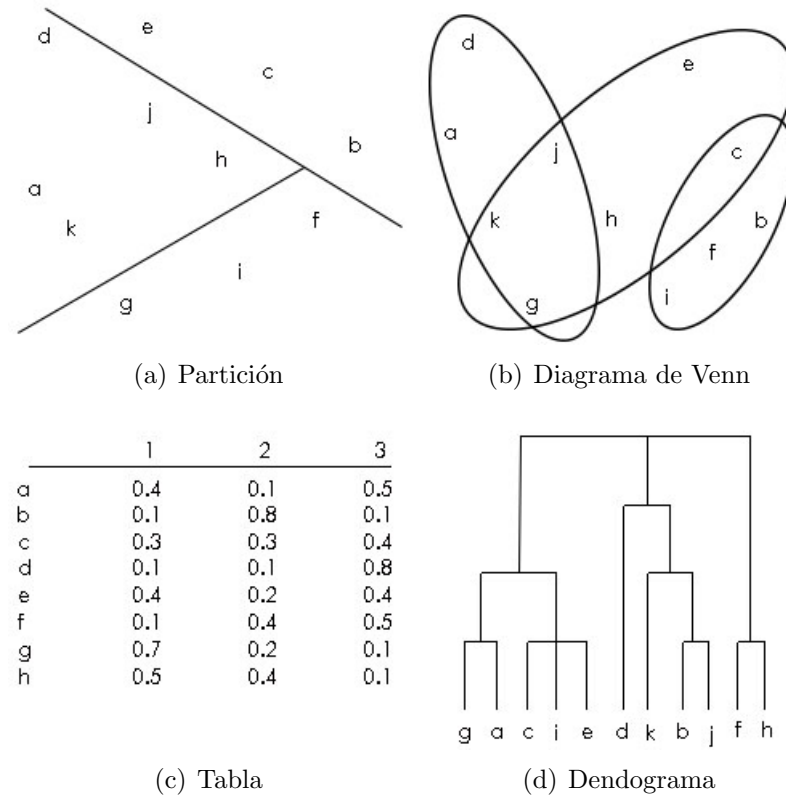 d
e
c
j
h
b
a
k
f
i
g
(a) Partición
d
e
a
j
c
k
h
b
f
g
i
(b) Diagrama de Venn
1 2 3
a 0.4 0.1 0.5
b 0.1 0.8 0.1
c 0.3 0.3 0.4
d 0.1 0.1 0.8
e 0.4 0.2 0.4
f 0.1 0.4 0.5
g 0.7 0.2 0.1
h 0.5 0.4 0.1
(c) Tabla
g a c i e d k b j f h
(d) Dendograma